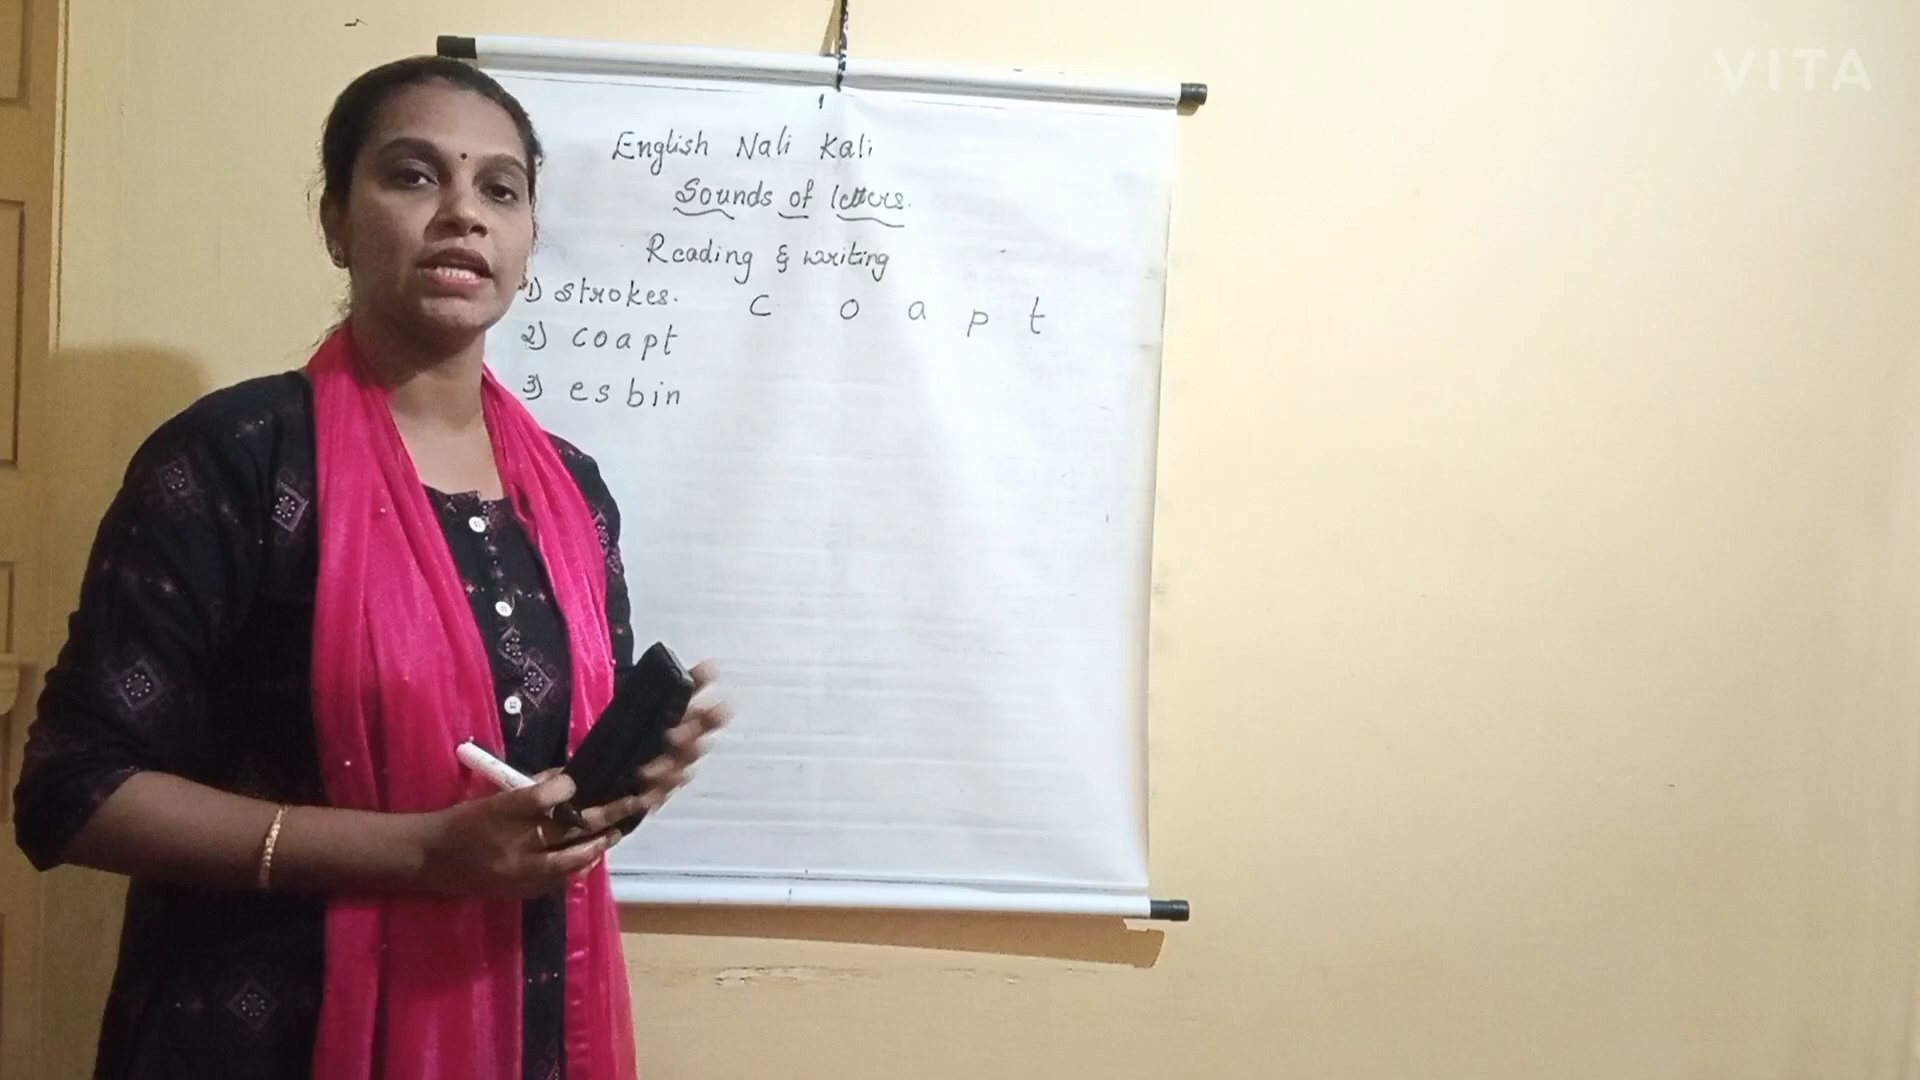 English Nali Kali
Sounds of letters.
Reading & writing
1) strokes.
c o a p t
2) c o a p t
3) e s b i n
VITA